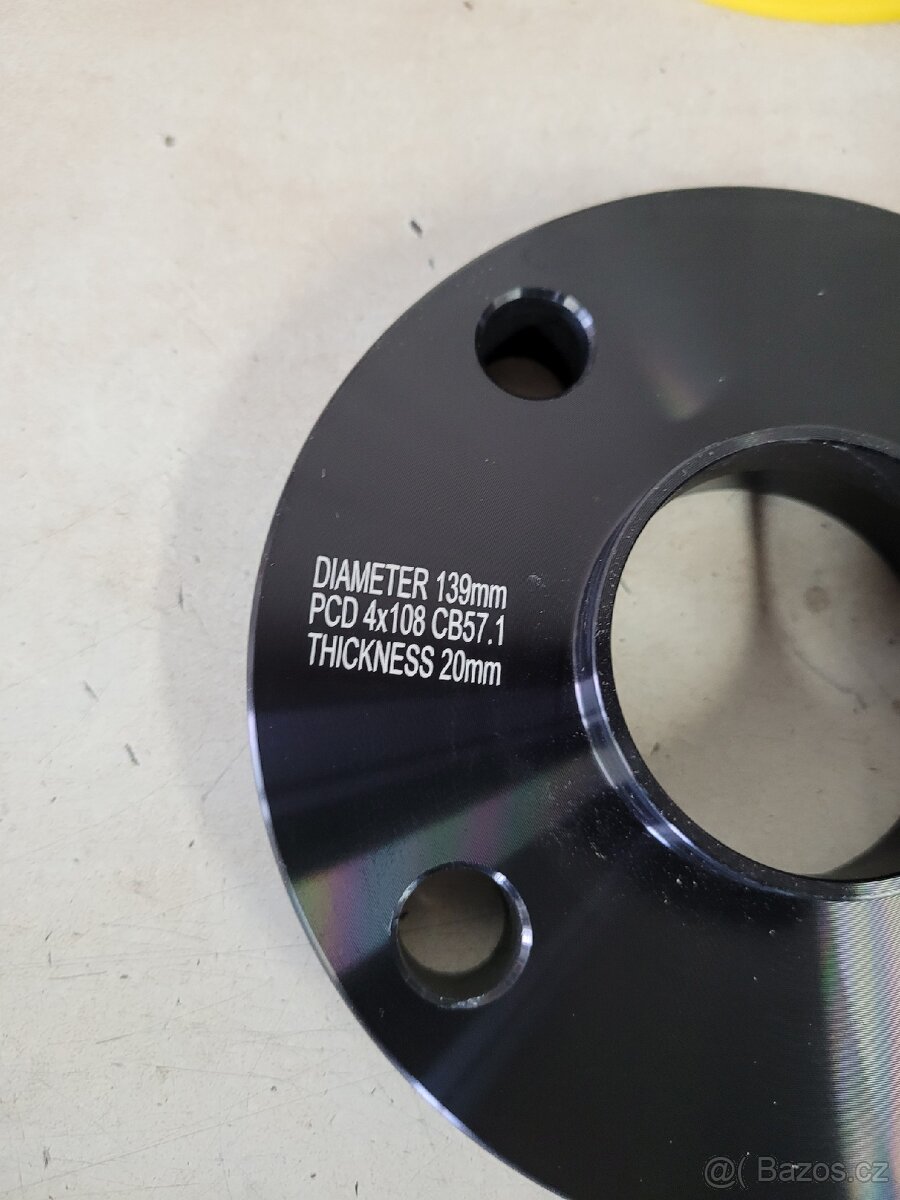 DIAMETER 139mm
PCD 4x108 CB57.1
THICKNESS 20mm
@( Bazos.cz